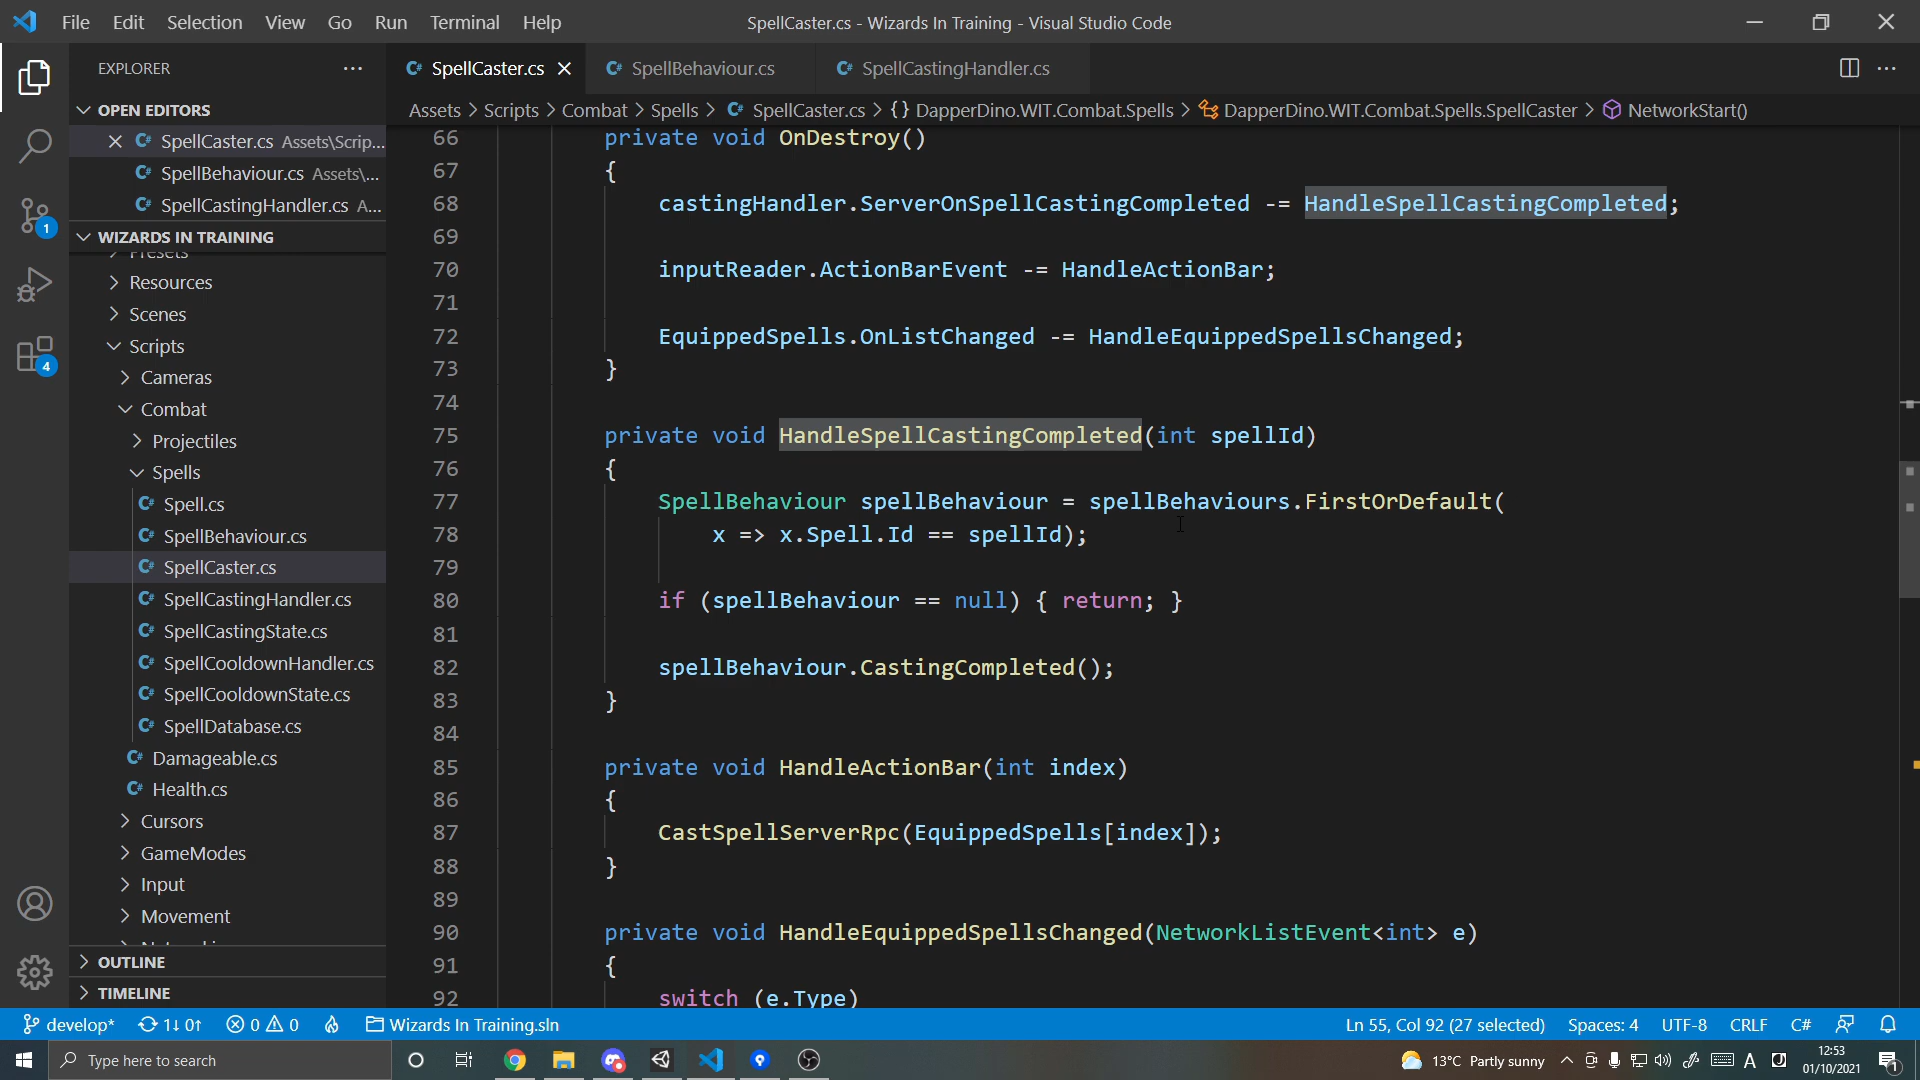 File Edit Selection View Go Run Terminal Help
SpellCaster.cs - Wizards In Training - Visual Studio Code
EXPLORER
SpellCaster.cs
SpellBehaviour.cs
SpellCastingHandler.cs
Assets > Scripts > Combat > Spells > SpellCaster.cs > {} DapperDino.WIT.Combat.Spells > DapperDino.WIT.Combat.Spells.SpellCaster > NetworkStart()
OPEN EDITORS
SpellCaster.cs Assets\Scrip...
SpellBehaviour.cs Assets\...
SpellCastingHandler.cs A...
WIZARDS IN TRAINING
Presets
Resources
Scenes
Scripts
Cameras
Combat
Projectiles
Spells
Spell.cs
SpellBehaviour.cs
SpellCaster.cs
SpellCastingHandler.cs
SpellCastingState.cs
SpellCooldownHandler.cs
SpellCooldownState.cs
SpellDatabase.cs
Damageable.cs
Health.cs
Cursors
GameModes
Input
Movement
OUTLINE
TIMELINE
1
4
66 private void OnDestroy()
67 {
68 castingHandler.ServerOnSpellCastingCompleted -= HandleSpellCastingCompleted;
69
70 inputReader.ActionBarEvent -= HandleActionBar;
71
72 EquippedSpells.OnListChanged -= HandleEquippedSpellsChanged;
73 }
74
75 private void HandleSpellCastingCompleted(int spellId)
76 {
77 SpellBehaviour spellBehaviour = spellBehaviours.FirstOrDefault(
78 x => x.Spell.Id == spellId);
79
80 if (spellBehaviour == null) { return; }
81
82 spellBehaviour.CastingCompleted();
83 }
84
85 private void HandleActionBar(int index)
86 {
87 CastSpellServerRpc(EquippedSpells[index]);
88 }
89
90 private void HandleEquippedSpellsChanged(NetworkListEvent<int> e)
91 {
92 switch (e.Type)
develop* 1↓ 0↑ 0 0 Wizards In Training.sln
Ln 55, Col 92 (27 selected) Spaces: 4 UTF-8 CRLF C#
Type here to search
13°C Partly sunny
A
12:53
01/10/2021
1